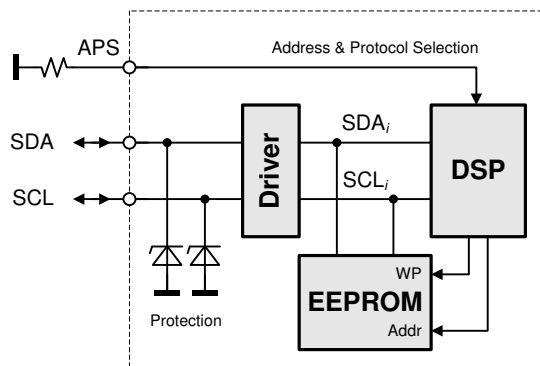 APS
Address & Protocol Selection
SDA
Driver
SDAi
DSP
SCL
SCLi
WP
EEPROM
Addr
Protection